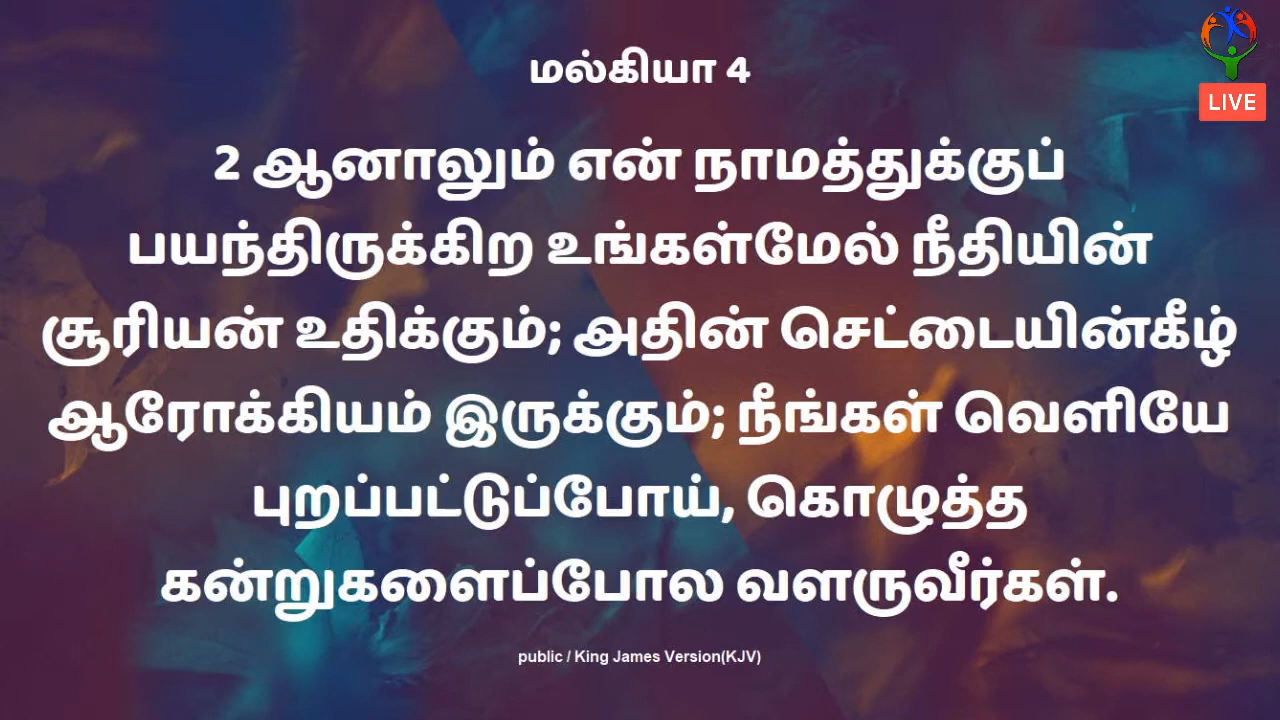 LIVE
மல்கியா 4
2 ஆனாலும் என் நாமத்துக்குப்
பயந்திருக்கிற உங்கள்மேல் நீதியின்
சூரியன் உதிக்கும்; அதின் செட்டையின்கீழ்
ஆரோக்கியம் இருக்கும்; நீங்கள் வெளியே
புறப்பட்டுப்போய், கொழுத்த
கன்றுகளைப்போல வளருவீர்கள்.
public / King James Version(KJV)